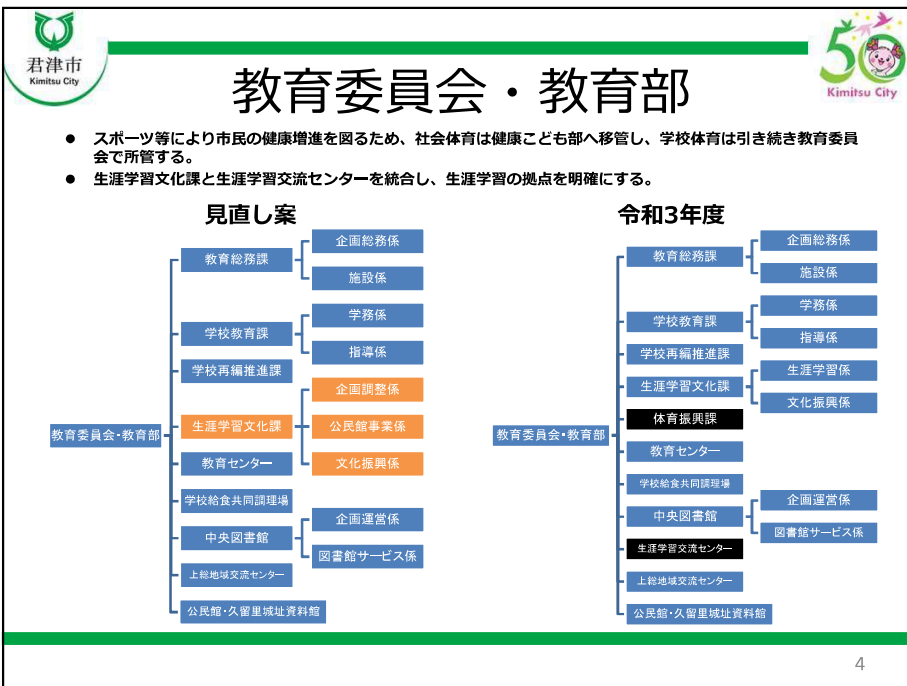 君津市
Kimitsu City
50
Kimitsu City
教育委員会・教育部
● スポーツ等により市民の健康増進を図るため、社会体育は健康こども部へ移管し、学校体育は引き続き教育委員
会で所管する。
● 生涯学習文化課と生涯学習交流センターを統合し、生涯学習の拠点を明確にする。
見直し案
教育委員会・教育部
教育総務課
企画総務係
施設係
学校教育課
学務係
指導係
学校再編推進課
生涯学習文化課
企画調整係
公民館事業係
文化振興係
教育センター
学校給食共同調理場
中央図書館
企画運営係
図書館サービス係
上総地域交流センター
公民館・久留里城址資料館
令和3年度
教育委員会・教育部
教育総務課
企画総務係
施設係
学校教育課
学務係
指導係
学校再編推進課
生涯学習文化課
生涯学習係
文化振興係
体育振興課
教育センター
学校給食共同調理場
中央図書館
企画運営係
図書館サービス係
生涯学習交流センター
上総地域交流センター
公民館・久留里城址資料館
4